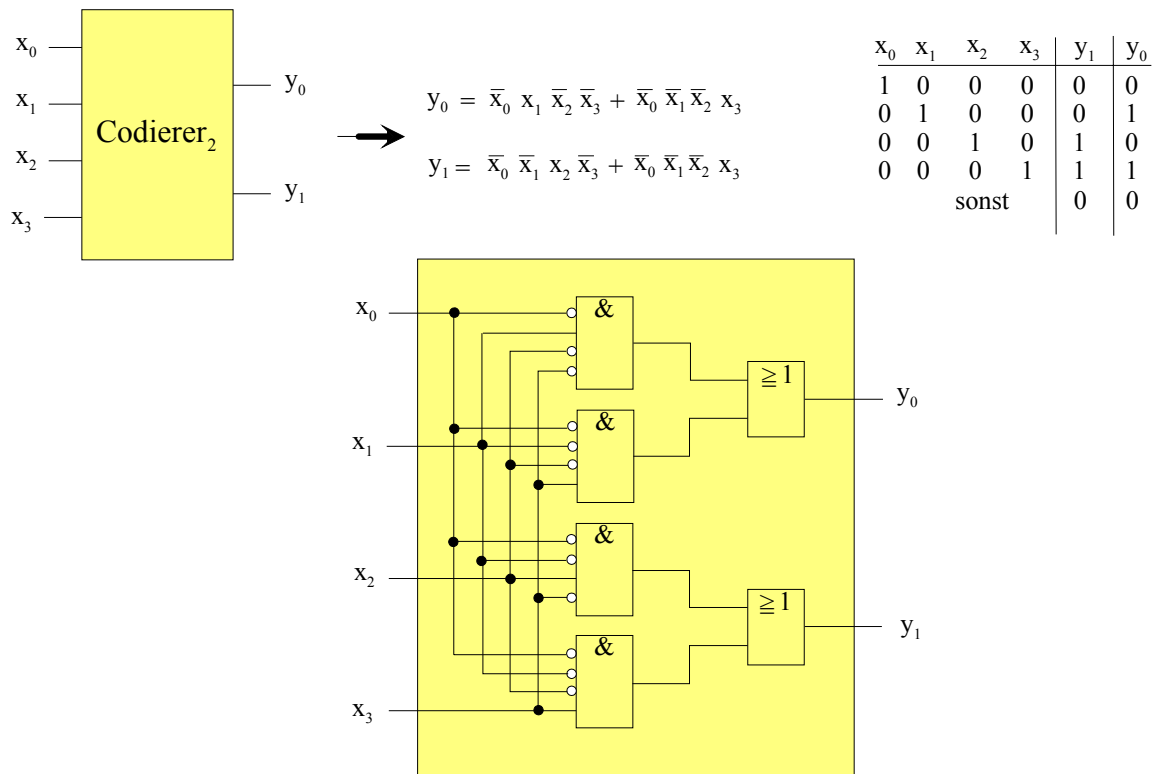 x₀
x₁
x₂
x₃
Codierer₂
y₀
y₁
y₀ = x̅₀ x₁ x̅₂ x̅₃ + x̅₀ x̅₁ x̅₂ x₃
y₁ = x̅₀ x̅₁ x₂ x̅₃ + x̅₀ x̅₁ x̅₂ x₃
x₀ x₁ x₂ x₃ y₁ y₀
1 0 0 0 0 0
0 1 0 0 0 1
0 0 1 0 1 0
0 0 0 1 1 1
sonst 0 0
x₀
&
≧1
y₀
&
x₁
&
x₂
≧1
y₁
&
x₃